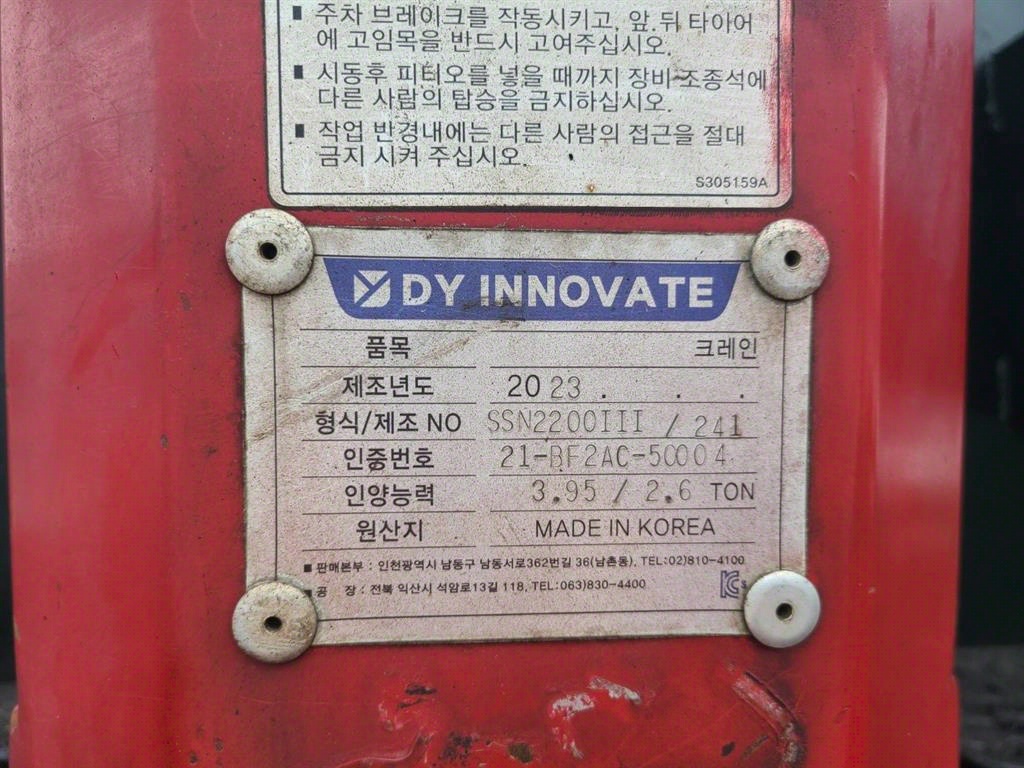 ▪ 주차 브레이크를 작동시키고, 앞.뒤 타이어
에 고임목을 반드시 고여주십시오.
▪ 시동후 피티오를 넣을 때까지 장비 조종석에
다른 사람의 탑승을 금지하십시오.
▪ 작업 반경내에는 다른 사람의 접근을 절대
금지 시켜 주십시오.
S305159A
DY INNOVATE
품목 크레인
제조년도 2023 . . .
형식/제조 NO SSN2200III / 241
인증번호 21-BF2AC-50004
인양능력 3.95 / 2.6 TON
원산지 MADE IN KOREA
■ 판매본부 : 인천광역시 남동구 남동서로362번길 36(남촌동), TEL:02)810-4100
■ 공 장 : 전북 익산시 석암로13길 118, TEL:063)830-4400
KCs